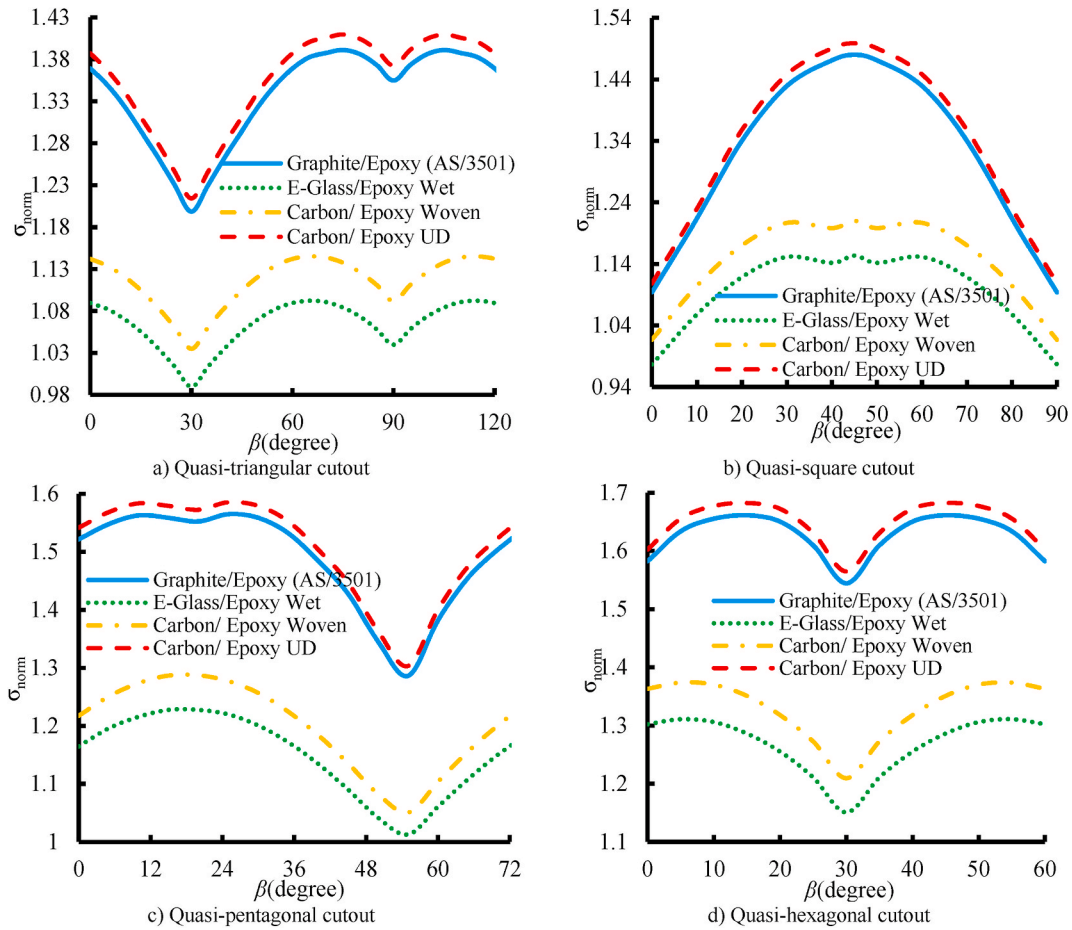 1.43
1.38
1.33
1.28
1.23
1.18
1.13
1.08
1.03
0.98
σnorm
Graphite/Epoxy (AS/3501)
E-Glass/Epoxy Wet
Carbon/ Epoxy Woven
Carbon/ Epoxy UD
0 30 60 90 120
β(degree)
a) Quasi-triangular cutout
1.54
1.44
1.34
1.24
1.14
1.04
0.94
σnorm
Graphite/Epoxy (AS/3501)
E-Glass/Epoxy Wet
Carbon/ Epoxy Woven
Carbon/ Epoxy UD
0 10 20 30 40 50 60 70 80 90
β(degree)
b) Quasi-square cutout
1.6
1.5
1.4
1.3
1.2
1.1
1
σnorm
Graphite/Epoxy (AS/3501)
E-Glass/Epoxy Wet
Carbon/ Epoxy Woven
Carbon/ Epoxy UD
0 12 24 36 48 60 72
β(degree)
c) Quasi-pentagonal cutout
1.7
1.6
1.5
1.4
1.3
1.2
1.1
σnorm
Graphite/Epoxy (AS/3501)
E-Glass/Epoxy Wet
Carbon/ Epoxy Woven
Carbon/ Epoxy UD
0 10 20 30 40 50 60
β(degree)
d) Quasi-hexagonal cutout